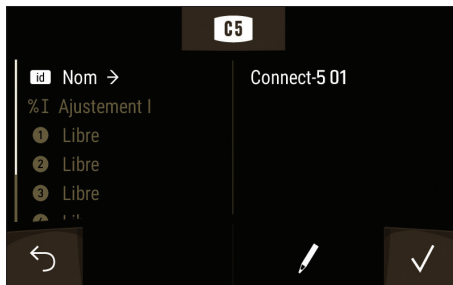 C5
id Nom → Connect-5 01
%I Ajustement I
1 Libre
2 Libre
3 Libre